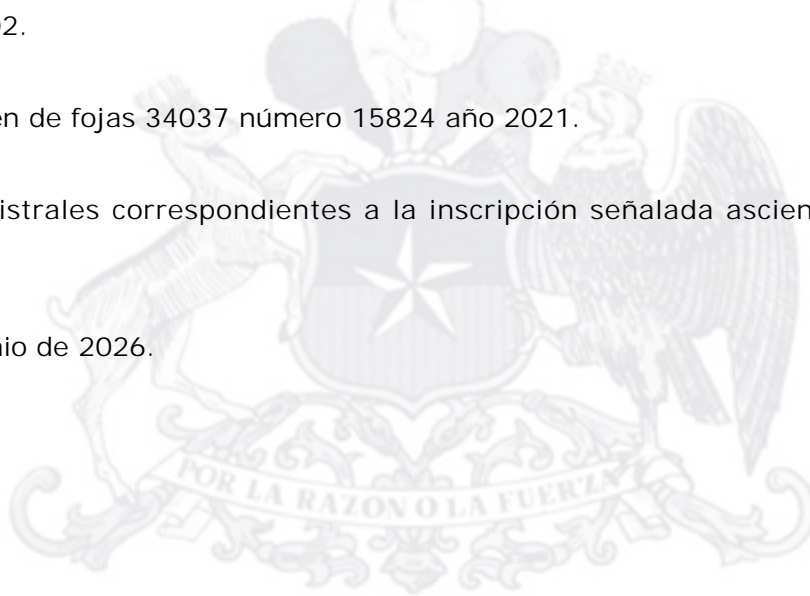 02.
en de fojas 34037 número 15824 año 2021.
istrales correspondientes a la inscripción señalada ascien
nio de 2026.
POR LA RAZON O LA FUERZA